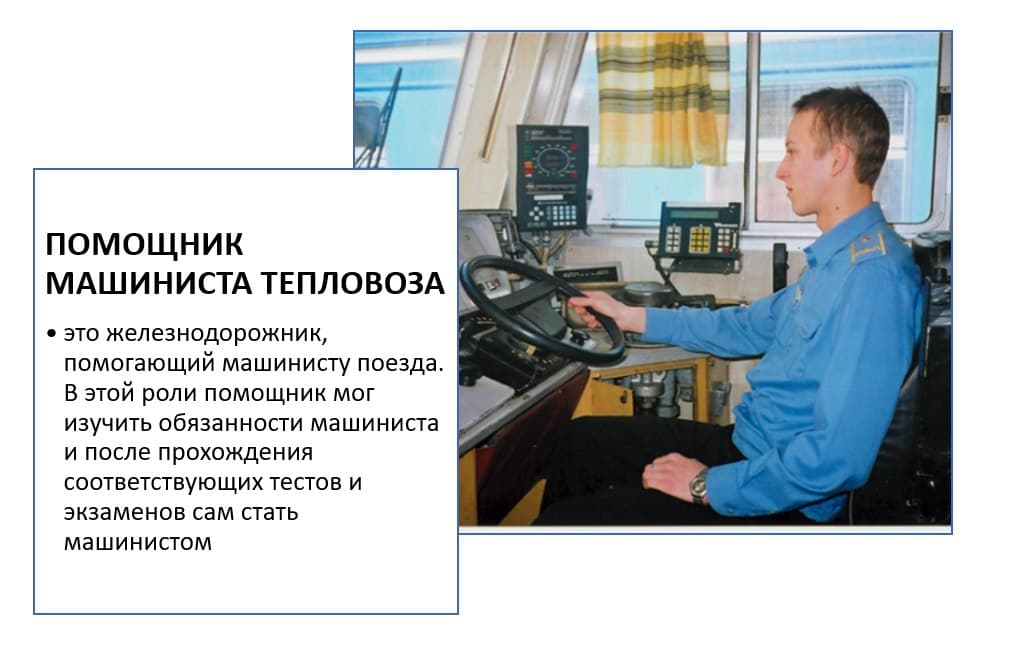 ПОМОЩНИК
МАШИНИСТА ТЕПЛОВОЗА
• это железнодорожник,
помогающий машинисту поезда.
В этой роли помощник мог
изучить обязанности машиниста
и после прохождения
соответствующих тестов и
экзаменов сам стать
машинистом